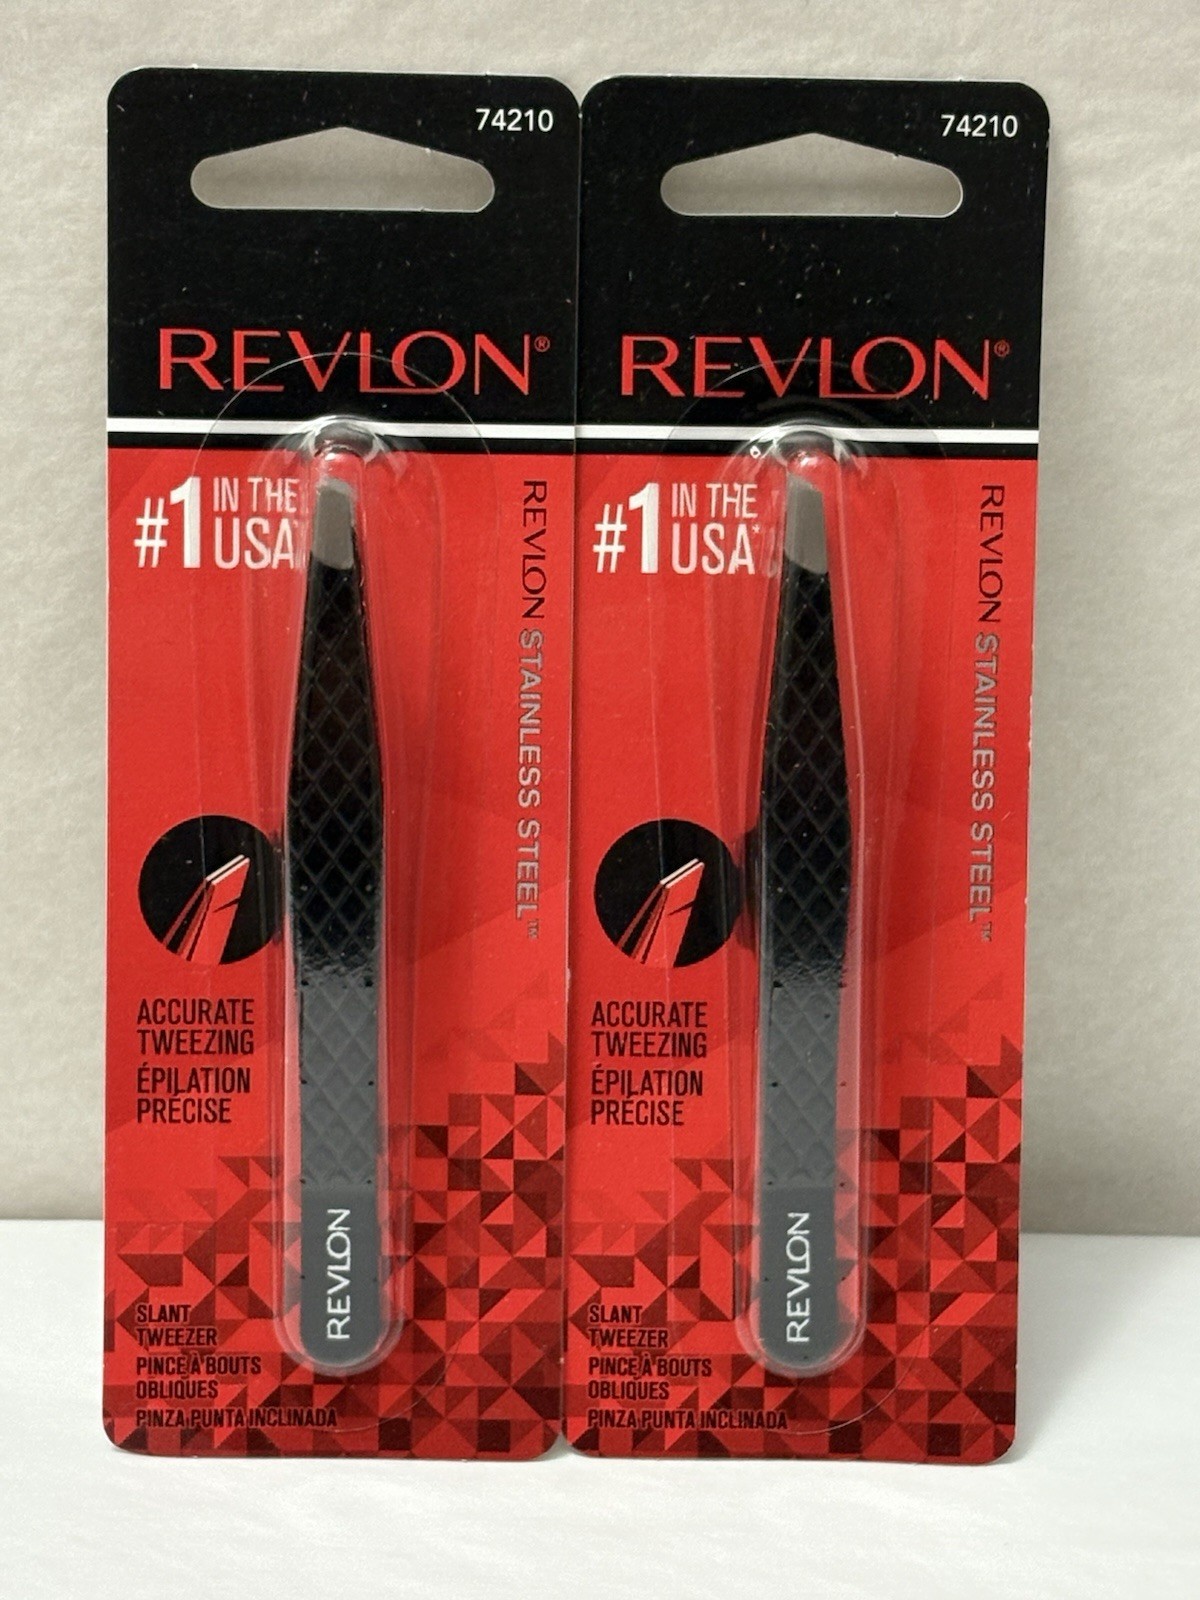 74210
REVLON®
#1 IN THE
USA*
REVLON STAINLESS STEEL™
ACCURATE
TWEEZING
ÉPILATION
PRÉCISE
REVLON
SLANT
TWEEZER
PINCE À BOUTS
OBLIQUES
PINZA PUNTA INCLINADA
74210
REVLON®
#1 IN THE
USA*
REVLON STAINLESS STEEL™
ACCURATE
TWEEZING
ÉPILATION
PRÉCISE
REVLON
SLANT
TWEEZER
PINCE À BOUTS
OBLIQUES
PINZA PUNTA INCLINADA